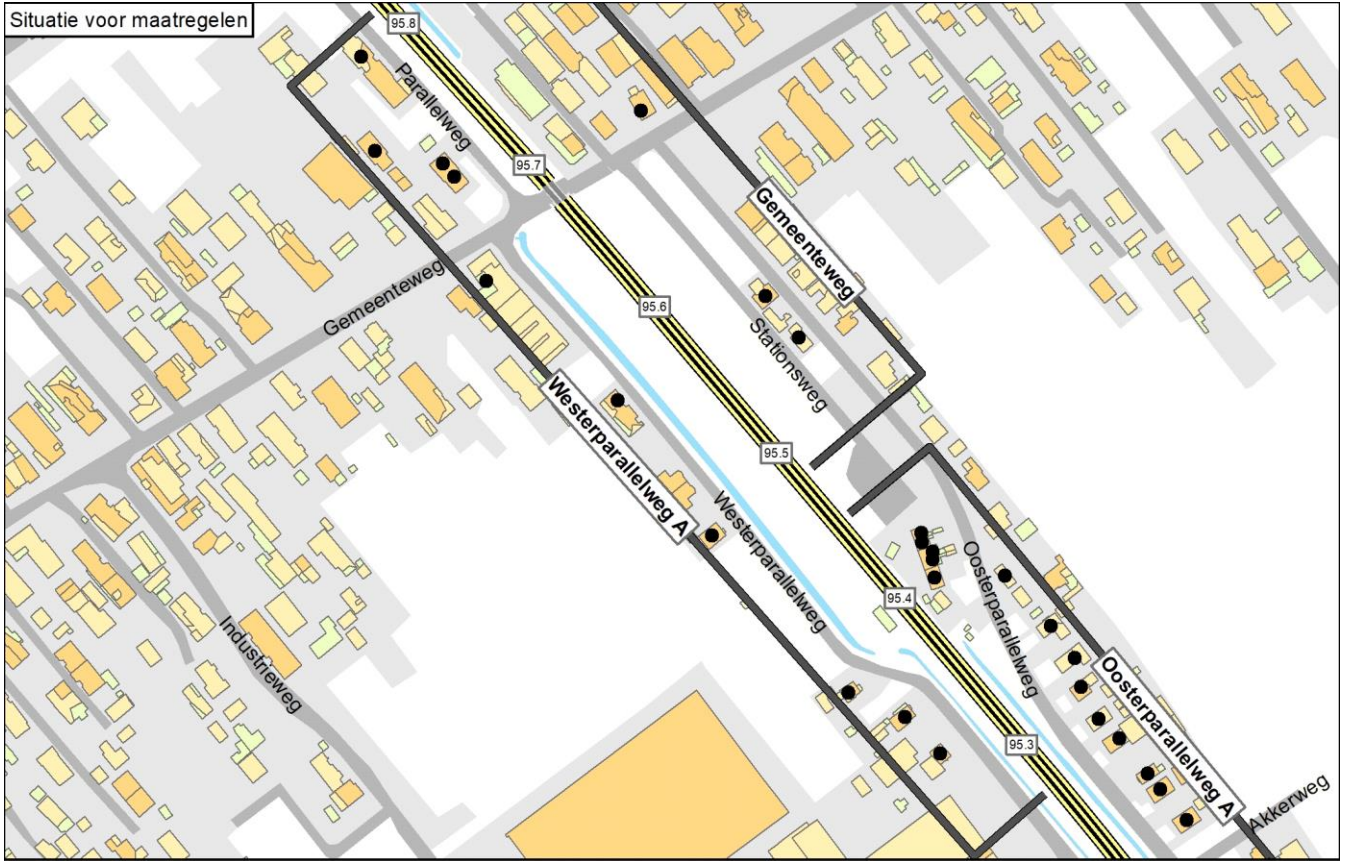 Situatie voor maatregelen
95.8
Parallelweg
95.7
Gemeenteweg
Gemeenteweg
95.6
Stationsweg
Westerparallelweg A
95.5
Westerparallelweg
Oosterparallelweg
95.4
Industrieweg
Oosterparallelweg A
95.3
Akkerweg